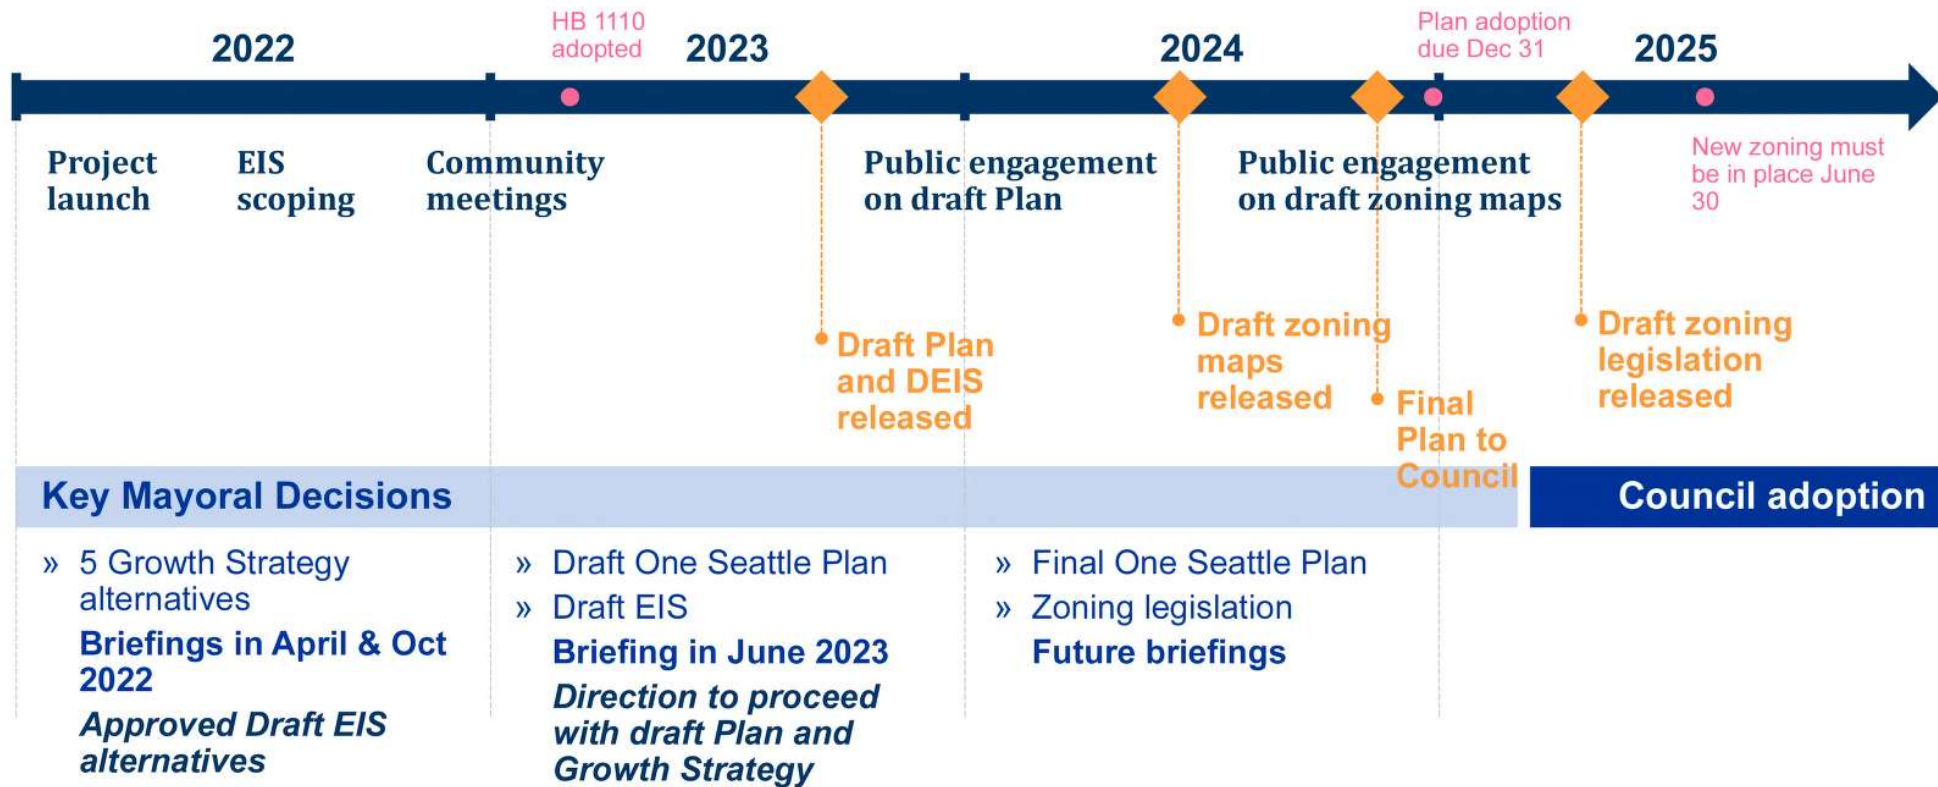 2022
HB 1110
adopted
2023
2024
Plan adoption
due Dec 31
2025
Project
launch
EIS
scoping
Community
meetings
Public engagement
on draft Plan
Public engagement
on draft zoning maps
New zoning must
be in place June
30
Draft Plan
and DEIS
released
Draft zoning
maps
released
Final
Plan to
Council
Draft zoning
legislation
released
Key Mayoral Decisions
Council adoption
» 5 Growth Strategy
alternatives
Briefings in April & Oct
2022
Approved Draft EIS
alternatives
» Draft One Seattle Plan
» Draft EIS
Briefing in June 2023
Direction to proceed
with draft Plan and
Growth Strategy
» Final One Seattle Plan
» Zoning legislation
Future briefings